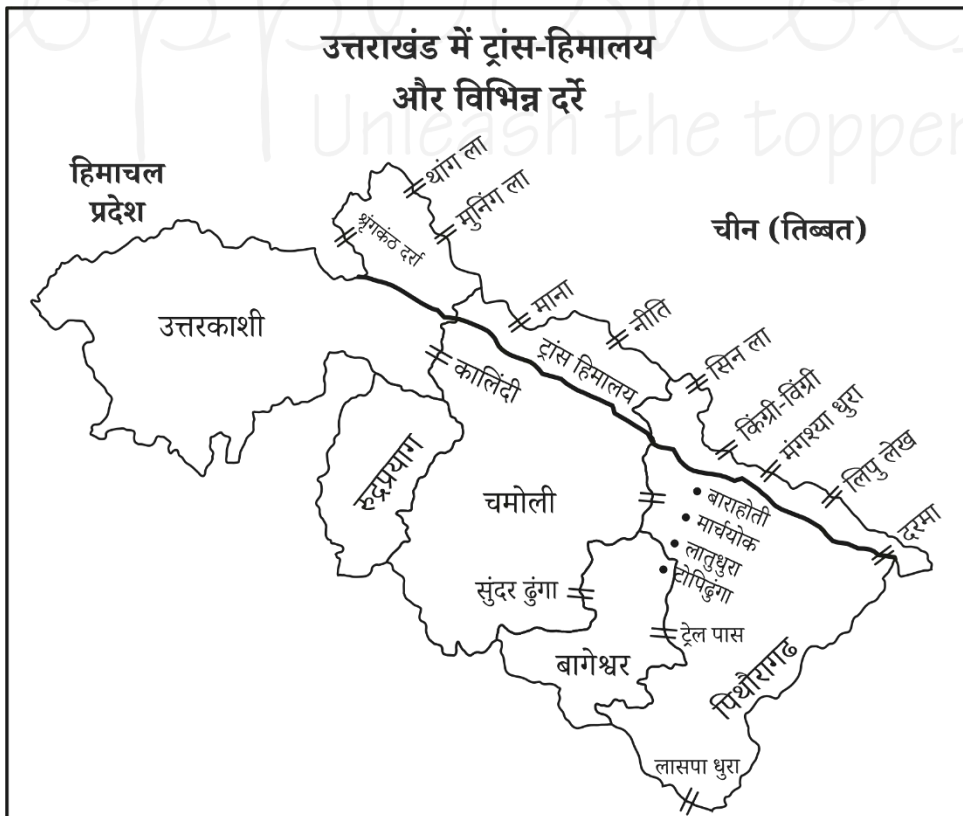 उत्तराखंड में ट्रांस-हिमालय
और विभिन्न दर्रे
Unleash the topper
हिमाचल
प्रदेश
थांग ला
मुनिंग ला
श्रृंगकंठ दर्रा
चीन (तिब्बत)
माना
नीति
उत्तरकाशी
ट्रांस हिमालय
सिन ला
कालिंदी
किंग्री-विंग्री
मंगश्या धुरा
लिपु लेख
रुद्रप्रयाग
चमोली
बाराहोती
मार्चयोक
लातुधुरा
टोपिढुंगा
दरमा
सुंदर ढुंगा
ट्रेल पास
बागेश्वर
पिथौरागढ
लासपा धुरा